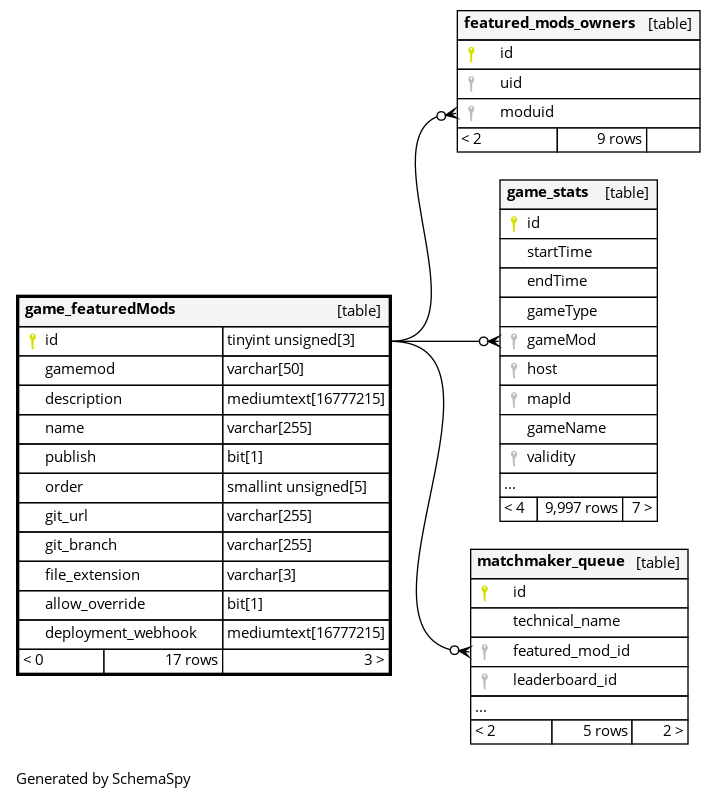 featured_mods_owners [table]
id
uid
moduid
< 2 9 rows
game_stats [table]
id
startTime
endTime
gameType
gameMod
host
mapId
gameName
validity
...
< 4 9,997 rows 7 >
game_featuredMods [table]
id tinyint unsigned[3]
gamemod varchar[50]
description mediumtext[16777215]
name varchar[255]
publish bit[1]
order smallint unsigned[5]
git_url varchar[255]
git_branch varchar[255]
file_extension varchar[3]
allow_override bit[1]
deployment_webhook mediumtext[16777215]
< 0 17 rows 3 >
matchmaker_queue [table]
id
technical_name
featured_mod_id
leaderboard_id
...
< 2 5 rows 2 >
Generated by SchemaSpy